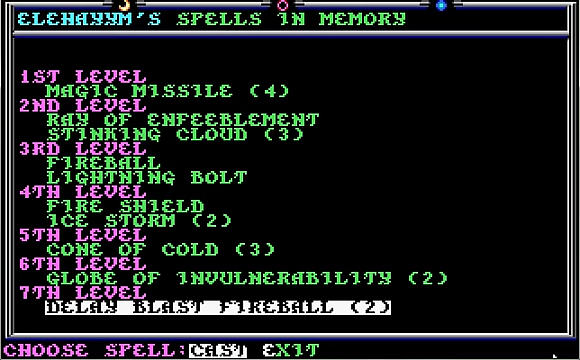 ELEHAYYM'S SPELLS IN MEMORY
1ST LEVEL
MAGIC MISSILE (4)
2ND LEVEL
RAY OF ENFEEBLEMENT
STINKING CLOUD (3)
3RD LEVEL
FIREBALL
LIGHTNING BOLT
4TH LEVEL
FIRE SHIELD
ICE STORM (2)
5TH LEVEL
CONE OF COLD (3)
6TH LEVEL
GLOBE OF INVULNERABILITY (2)
7TH LEVEL
DELAY BLAST FIREBALL (2)
CHOOSE SPELL: CAST EXIT